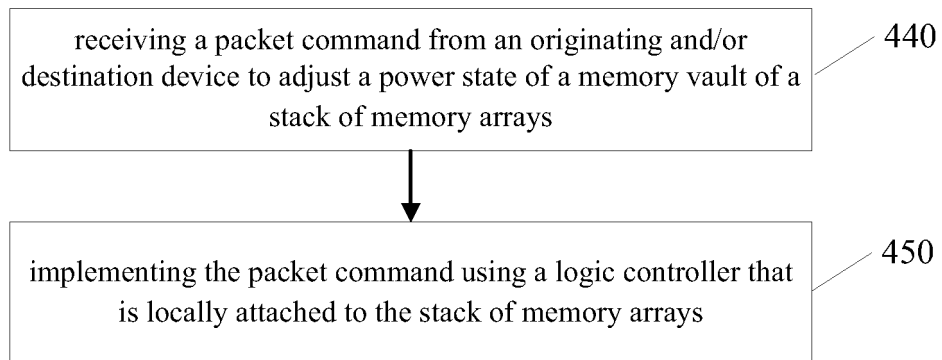 receiving a packet command from an originating and/or
destination device to adjust a power state of a memory vault of a
stack of memory arrays
440
implementing the packet command using a logic controller that
is locally attached to the stack of memory arrays
450